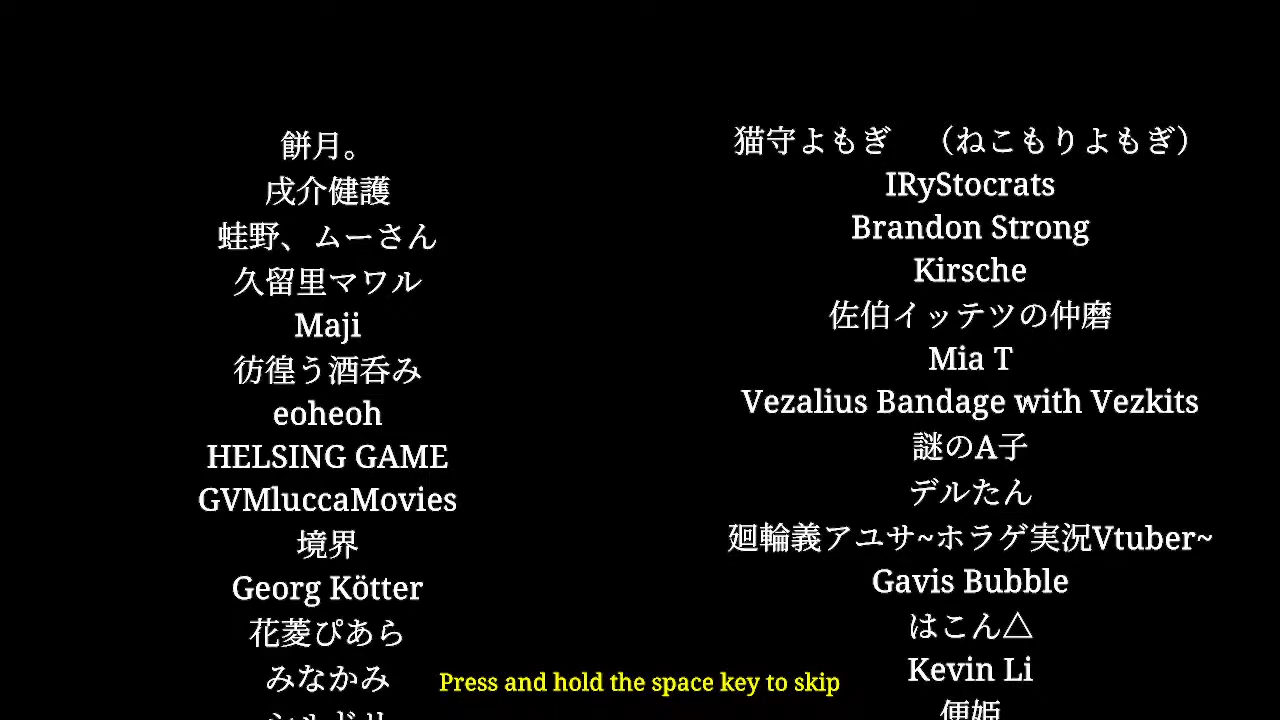 餅月。
戌介健護
蛙野、ムーさん
久留里マワル
Maji
彷徨う酒呑み
eoheoh
HELSING GAME
GVMluccaMovies
境界
Georg Kötter
花菱ぴあら
みなかみ
猫守よもぎ　（ねこもりよもぎ）
IRyStocrats
Brandon Strong
Kirsche
佐伯イッテツの仲磨
Mia T
Vezalius Bandage with Vezkits
謎のA子
デルたん
廻輪義アユサ~ホラゲ実況Vtuber~
Gavis Bubble
はこん△
Kevin Li
便姫
Press and hold the space key to skip